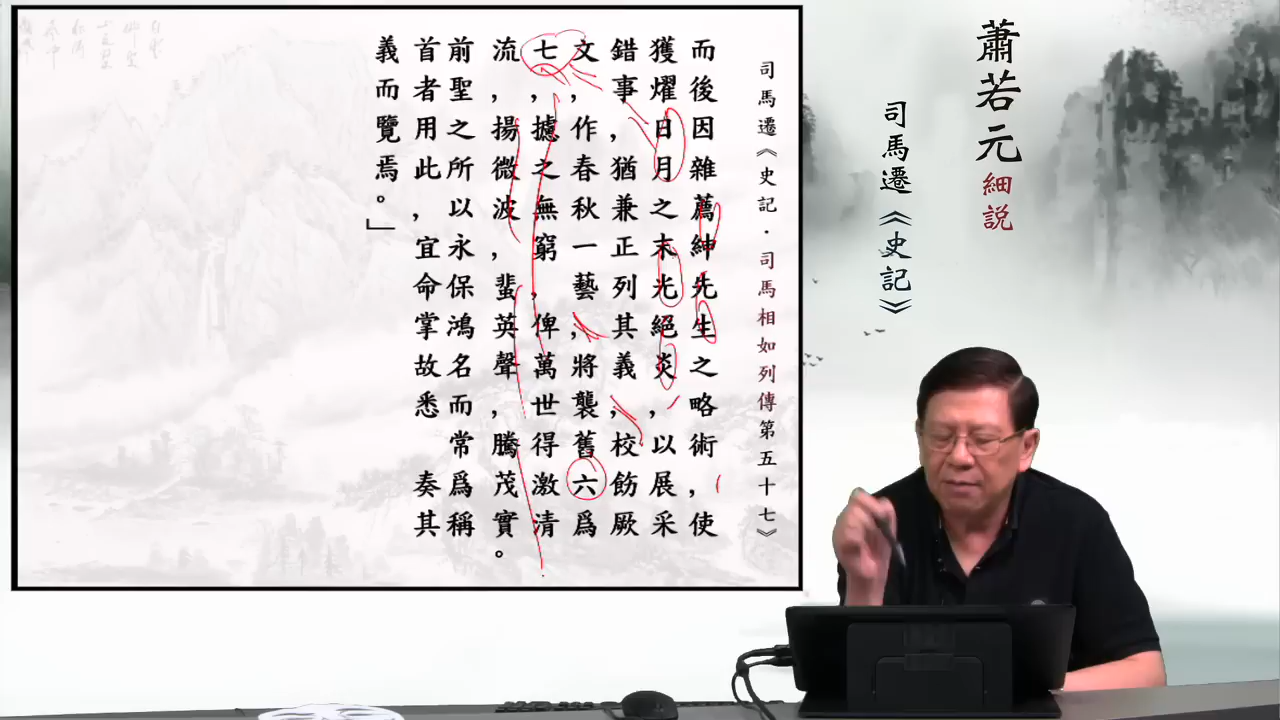 蕭若元細説
司馬遷《史記》
司馬遷《史記·司馬相如列傳第五十七》
而後因雜薦紳先生之略術，使
獲燿日月之末光絕炎，以展采
錯事，猶兼正列其義，校飭厥
文，作春秋一藝，將襲舊六爲
七，攄之無窮，俾萬世得激清
流，揚微波，蜚英聲，騰茂實。
前聖之所以永保鴻名而常爲稱
首者用此，宜命掌故悉奏其
義而覽焉。」